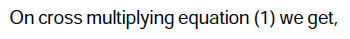 On cross multiplying equation (1) we get,